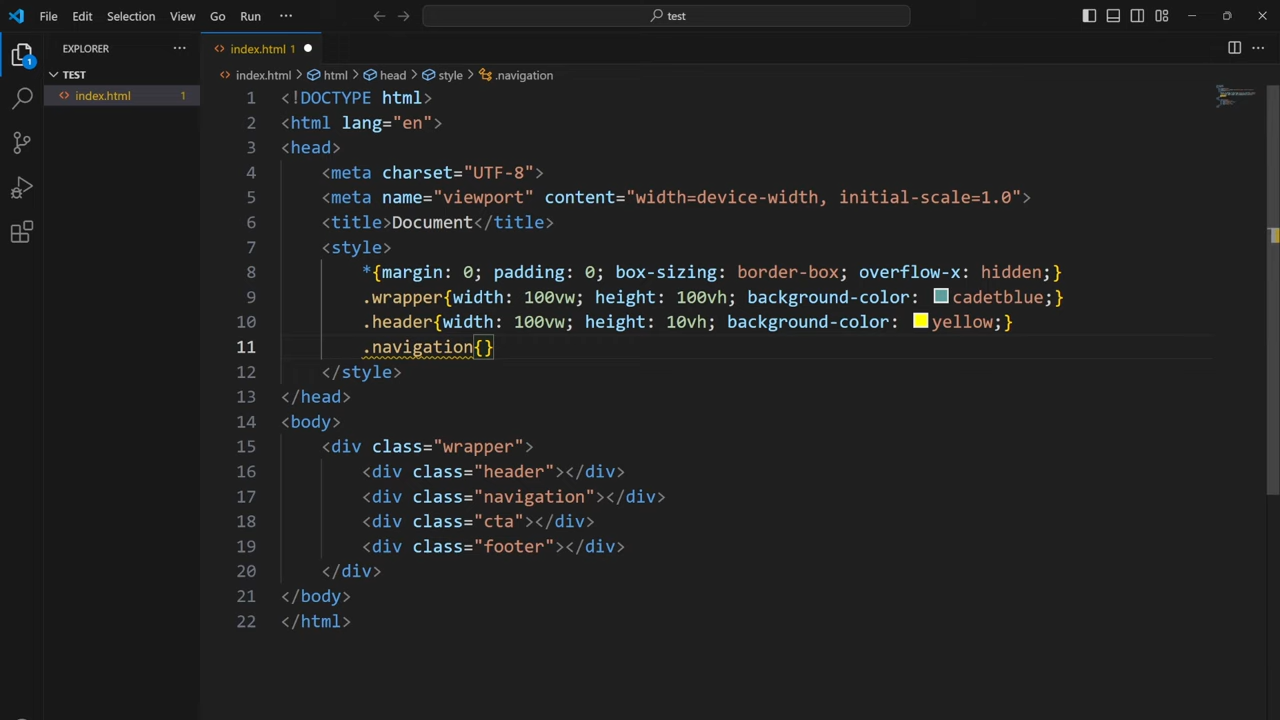 File Edit Selection View Go Run ··· test
EXPLORER ···
index.html 1
TEST
index.html > html > head > style > .navigation
index.html 1
1 <!DOCTYPE html>
2 <html lang="en">
3 <head>
4 <meta charset="UTF-8">
5 <meta name="viewport" content="width=device-width, initial-scale=1.0">
6 <title>Document</title>
7 <style>
8 *{margin: 0; padding: 0; box-sizing: border-box; overflow-x: hidden;}
9 .wrapper{width: 100vw; height: 100vh; background-color: cadetblue;}
10 .header{width: 100vw; height: 10vh; background-color: yellow;}
11 .navigation{}
12 </style>
13 </head>
14 <body>
15 <div class="wrapper">
16 <div class="header"></div>
17 <div class="navigation"></div>
18 <div class="cta"></div>
19 <div class="footer"></div>
20 </div>
21 </body>
22 </html>
1